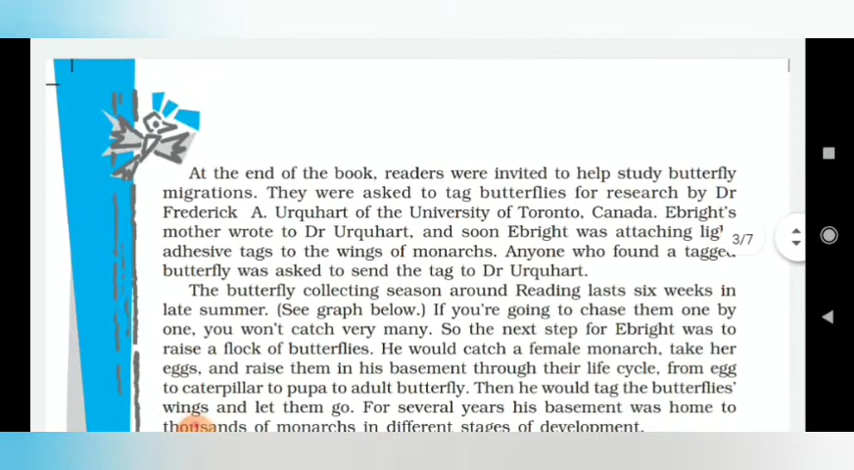 At the end of the book, readers were invited to help study butterfly
migrations. They were asked to tag butterflies for research by Dr
Frederick A. Urquhart of the University of Toronto, Canada. Ebright's
mother wrote to Dr Urquhart, and soon Ebright was attaching
3/7
adhesive tags to the wings of monarchs. Anyone who found a tagged
butterfly was asked to send the tag to Dr Urquhart.
The butterfly collecting season around Reading lasts six weeks in
late summer. (See graph below.) If you're going to chase them one by
one, you won't catch very many. So the next step for Ebright was to
raise a flock of butterflies. He would catch a female monarch, take her
eggs, and raise them in his basement through their life cycle, from egg
to caterpillar to pupa to adult butterfly. Then he would tag the butterflies'
wings and let them go. For several years his basement was home to
thousands of monarchs in different stages of development.